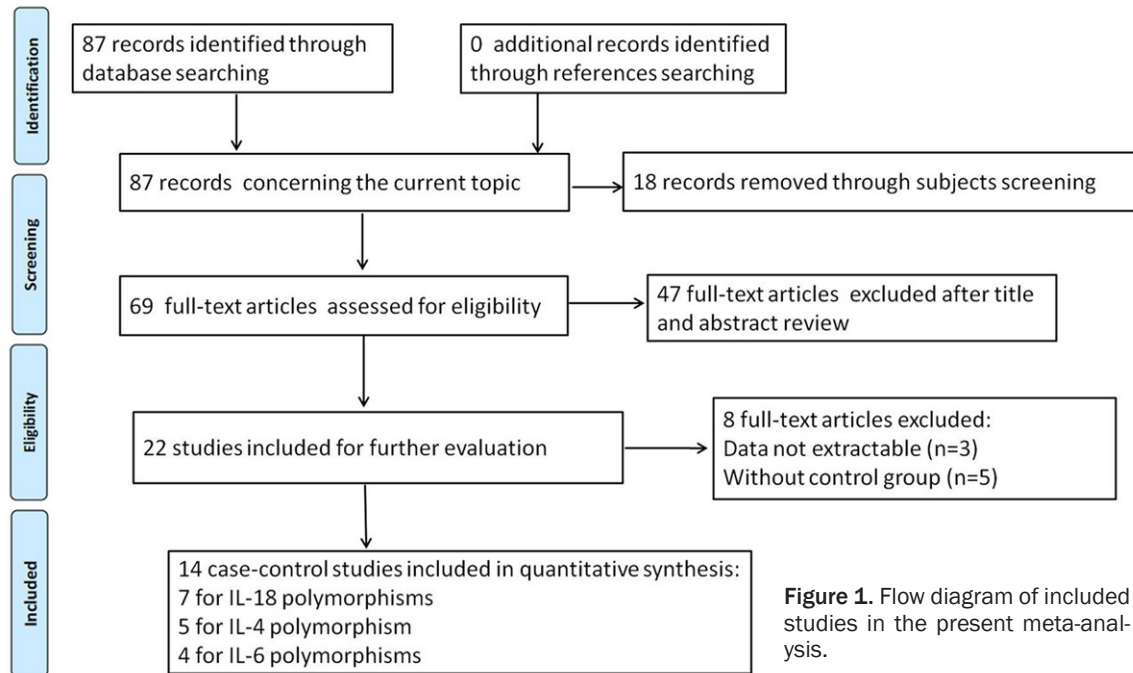 Identification
87 records identified through
database searching
0 additional records identified
through references searching
Screening
87 records concerning the current topic
18 records removed through subjects screening
69 full-text articles assessed for eligibility
47 full-text articles excluded after title
and abstract review
Eligibility
22 studies included for further evaluation
8 full-text articles excluded:
Data not extractable (n=3)
Without control group (n=5)
Included
14 case-control studies included in quantitative synthesis:
7 for IL-18 polymorphisms
5 for IL-4 polymorphism
4 for IL-6 polymorphisms
Figure 1. Flow diagram of included
studies in the present meta-anal-
ysis.